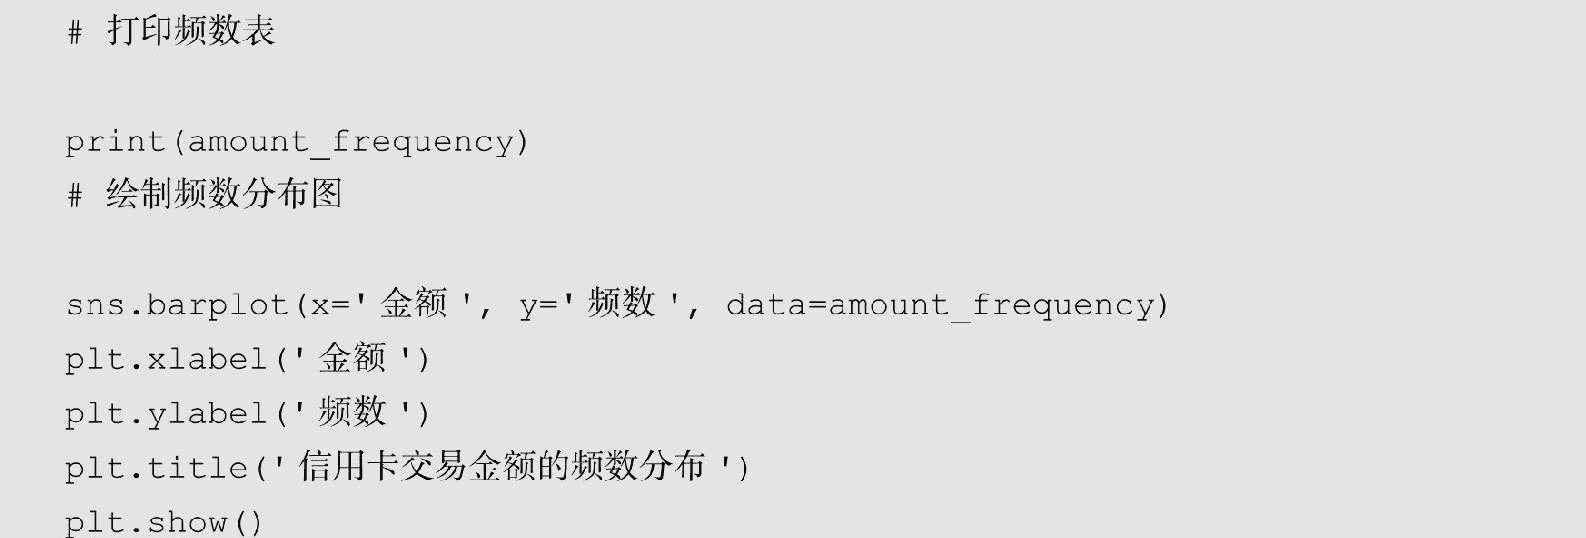 # 打印频数表
print(amount_frequency)
# 绘制频数分布图
sns.barplot(x='金额', y='频数', data=amount_frequency)
plt.xlabel('金额')
plt.ylabel('频数')
plt.title('信用卡交易金额的频数分布')
plt.show()